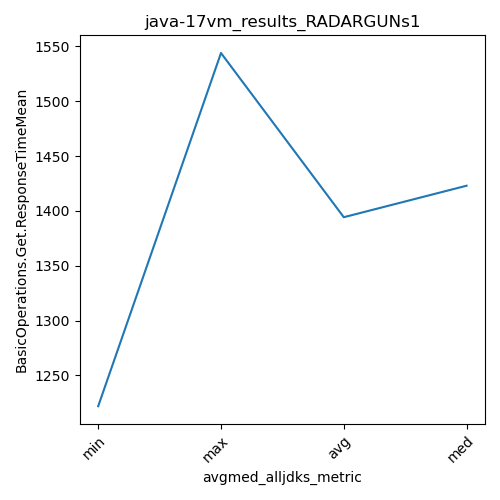 java-17vm_results_RADARGUNs1
BasicOperations.Get.ResponseTimeMean
1550
1500
1450
1400
1350
1300
1250
min
max
avg
med
avgmed_alljdks_metric